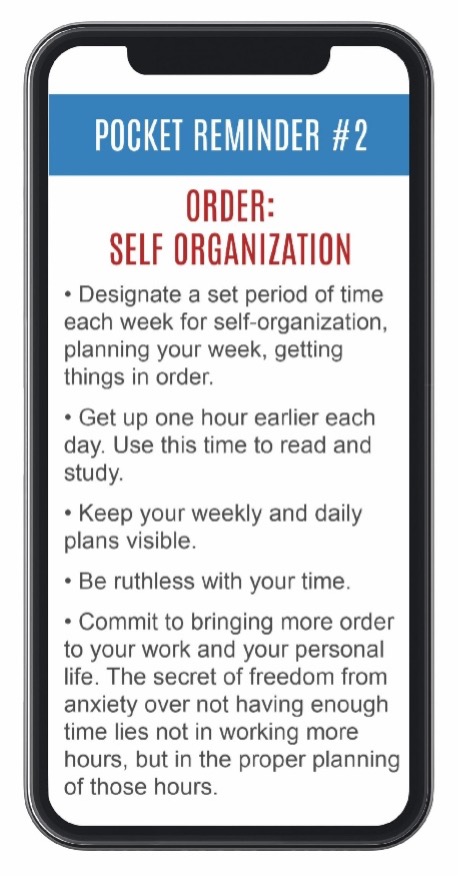 POCKET REMINDER #2
ORDER:
SELF ORGANIZATION
• Designate a set period of time
each week for self-organization,
planning your week, getting
things in order.
• Get up one hour earlier each
day. Use this time to read and
study.
• Keep your weekly and daily
plans visible.
• Be ruthless with your time.
• Commit to bringing more order
to your work and your personal
life. The secret of freedom from
anxiety over not having enough
time lies not in working more
hours, but in the proper planning
of those hours.